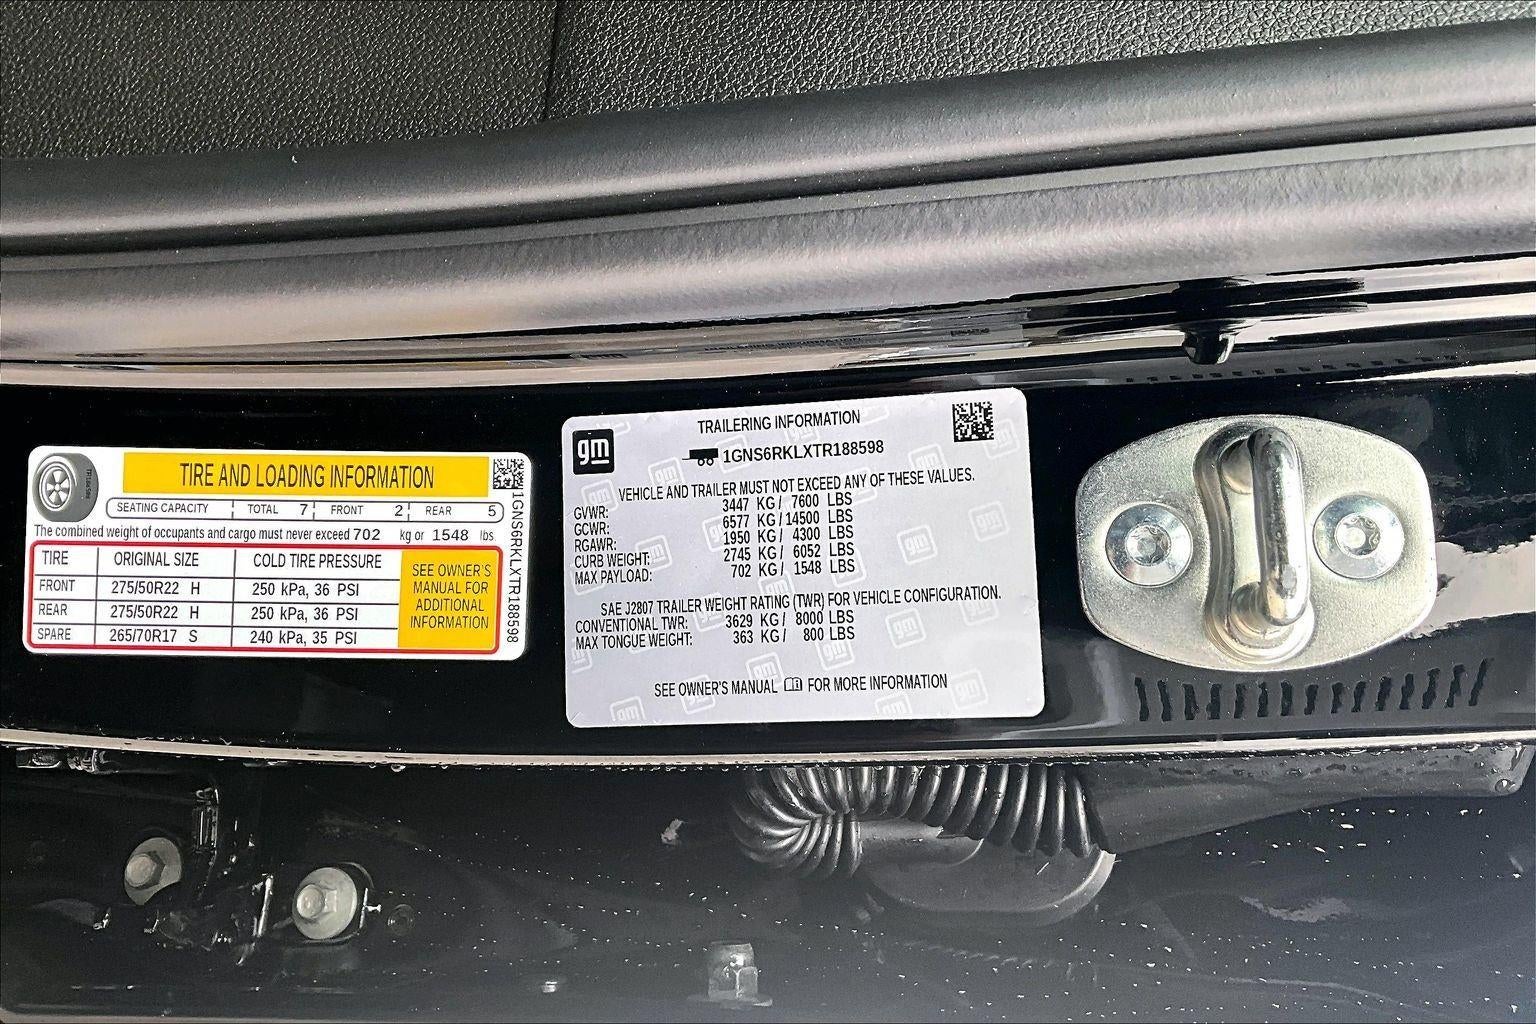 TIRE AND LOADING INFORMATION
SEATING CAPACITY TOTAL 7 FRONT 2 REAR 5
The combined weight of occupants and cargo must never exceed 702 kg or 1548 lbs
TIRE ORIGINAL SIZE COLD TIRE PRESSURE
FRONT 275/50R22 H 250 kPa, 36 PSI
REAR 275/50R22 H 250 kPa, 36 PSI
SPARE 265/70R17 S 240 kPa, 35 PSI
SEE OWNER'S
MANUAL FOR
ADDITIONAL
INFORMATION
1GNS6RKLXTR188598
gm
TRAILERING INFORMATION
1GNS6RKLXTR188598
VEHICLE AND TRAILER MUST NOT EXCEED ANY OF THESE VALUES.
GVWR: 3447 KG / 7600 LBS
GCWR: 6577 KG / 14500 LBS
RGAWR: 1950 KG / 4300 LBS
CURB WEIGHT: 2745 KG / 6052 LBS
MAX PAYLOAD: 702 KG / 1548 LBS
SAE J2807 TRAILER WEIGHT RATING (TWR) FOR VEHICLE CONFIGURATION.
CONVENTIONAL TWR: 3629 KG / 8000 LBS
MAX TONGUE WEIGHT: 363 KG / 800 LBS
SEE OWNER'S MANUAL FOR MORE INFORMATION